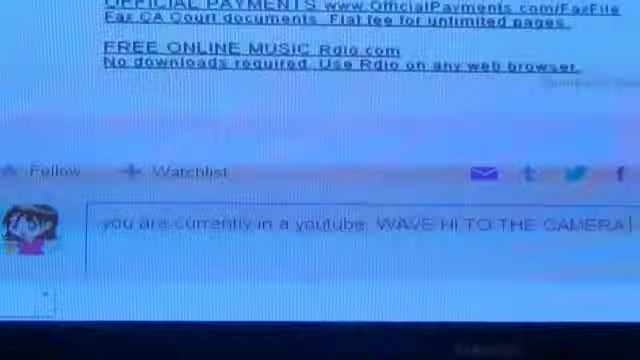 OFFICIAL PAYMENTS www.OfficialPayments.com/FaxFile
Fax CA Court documents. Flat fee for unlimited pages.
FREE ONLINE MUSIC Rdio.com
No downloads required. Use Rdio on any web browser.
Follow
Watchlist
t
f
you are currently in a youtube. WAVE HI TO THE CAMERA